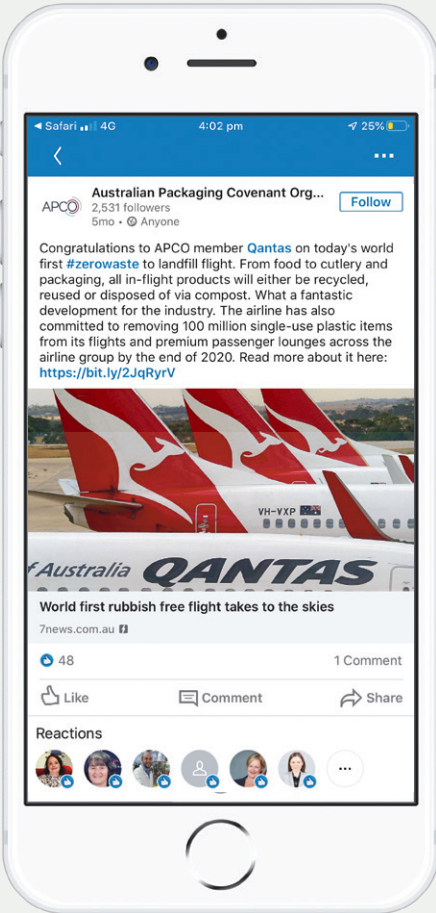 Safari 4G 4:02 pm 25%
APCO
Australian Packaging Covenant Org...
2,531 followers
5mo • Anyone
Follow
Congratulations to APCO member Qantas on today's world
first #zerowaste to landfill flight. From food to cutlery and
packaging, all in-flight products will either be recycled,
reused or disposed of via compost. What a fantastic
development for the industry. The airline has also
committed to removing 100 million single-use plastic items
from its flights and premium passenger lounges across the
airline group by the end of 2020. Read more about it here:
https://bit.ly/2JqRyrV
VH-VXP
f Australia QANTAS
World first rubbish free flight takes to the skies
7news.com.au
48
1 Comment
Like
Comment
Share
Reactions